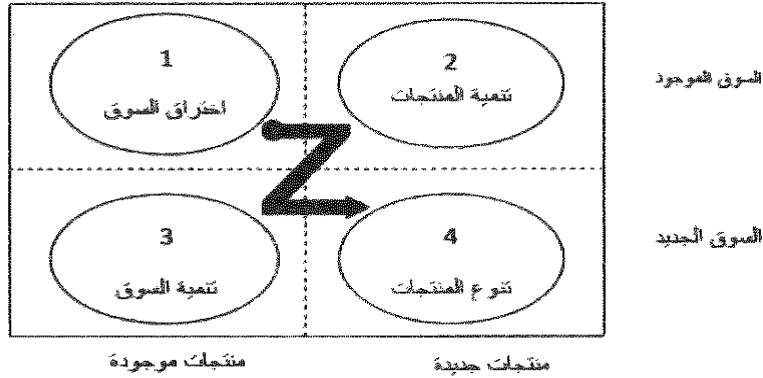 1
اختراق السوق
2
تنمية المنتجات
السوق الموجود
3
تنمية السوق
4
تنوع المنتجات
السوق الجديد
منتجات موجودة
منتجات جديدة